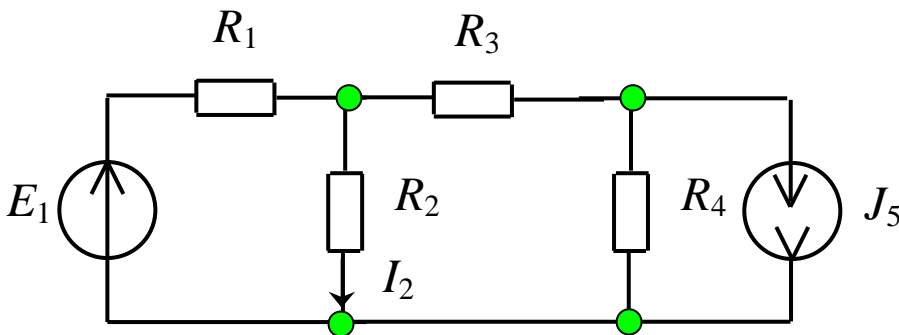 R₁ R₃
E₁ R₂ R₄ J₅
I₂